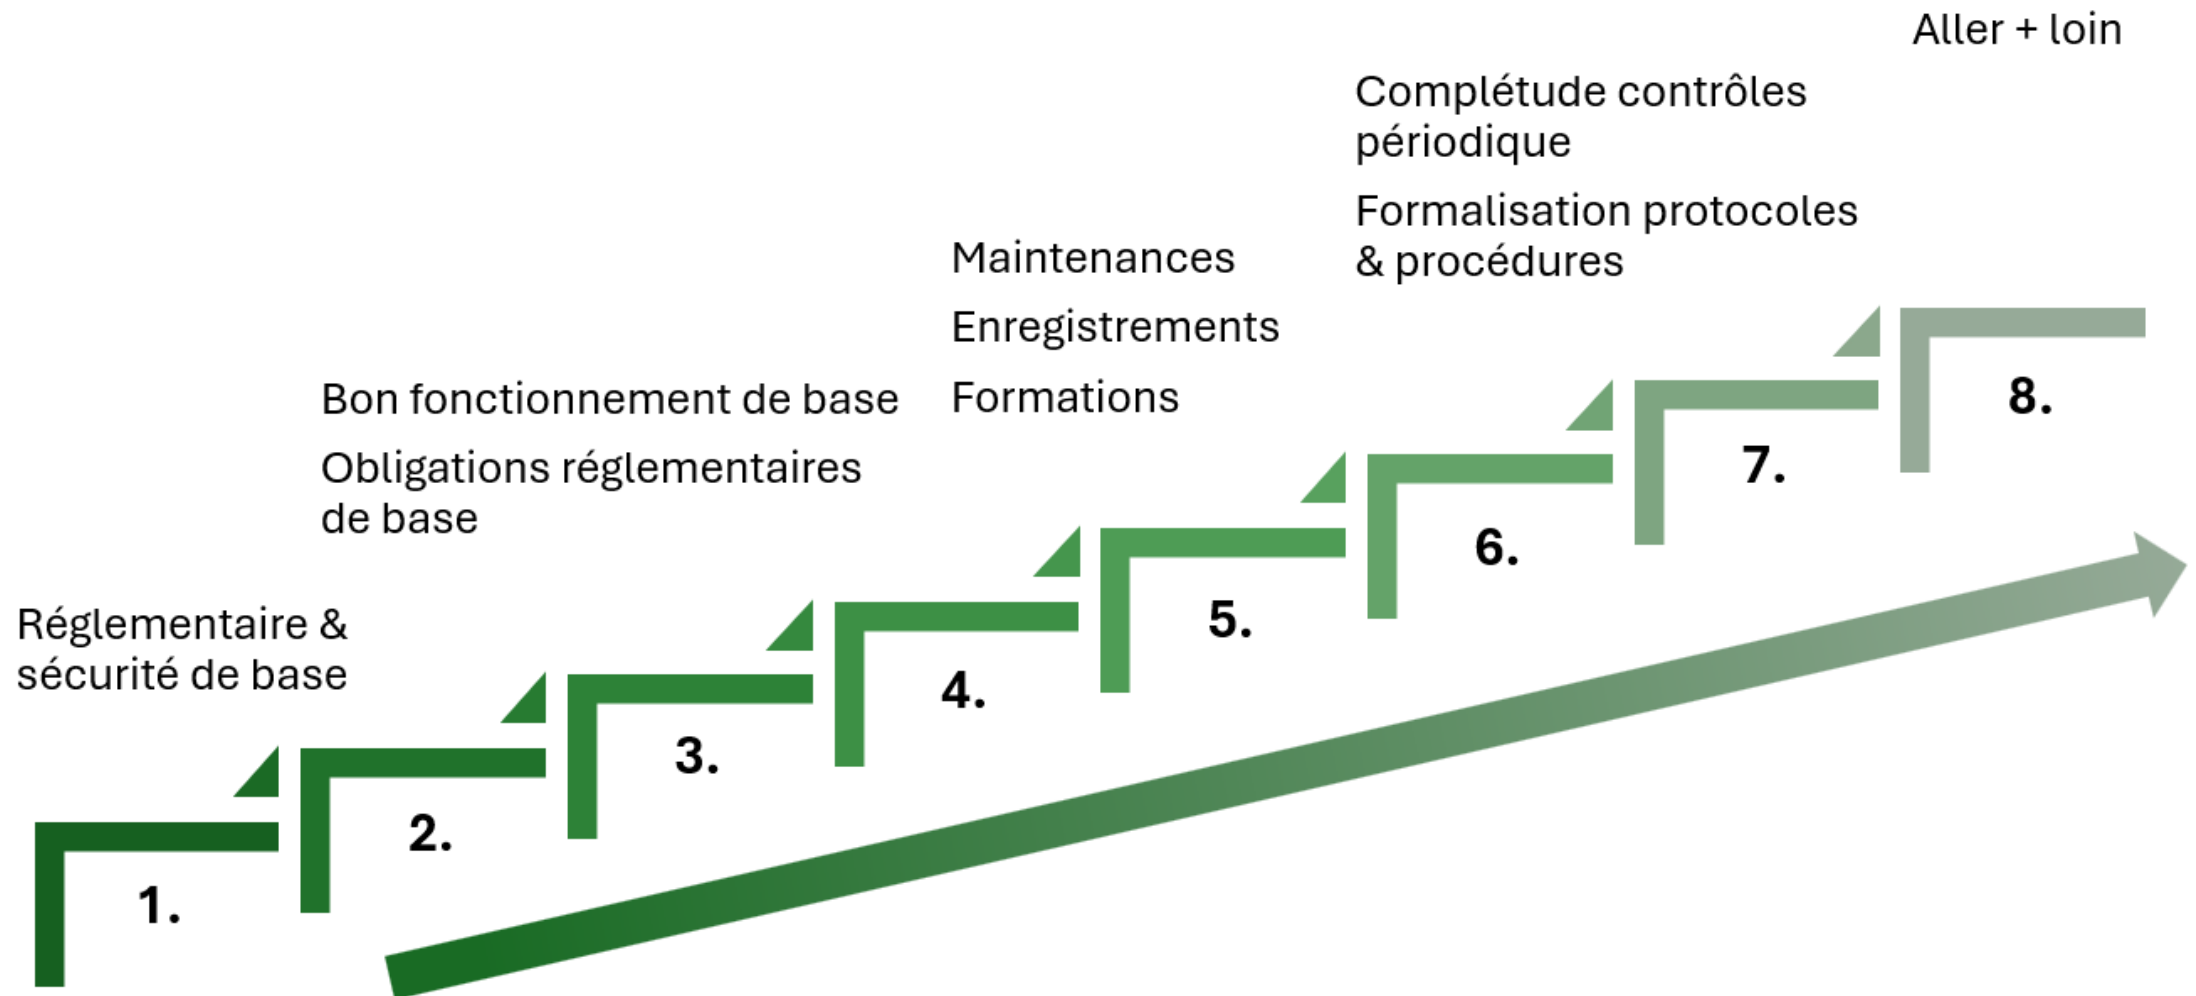 Aller + loin
Complétude contrôles
périodique
Formalisation protocoles
& procédures
Maintenances
Enregistrements
Formations
Bon fonctionnement de base
Obligations réglementaires
de base
Réglementaire &
sécurité de base
1.
2.
3.
4.
5.
6.
7.
8.